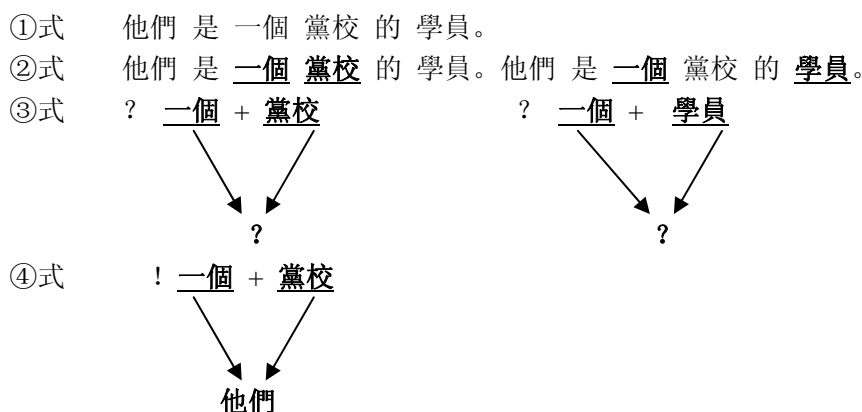 ①式 他們 是 一個 黨校 的 學員。
②式 他們 是 一個 黨校 的 學員。他們 是 一個 黨校 的 學員。
③式 ? 一個 + 黨校 ? 一個 + 學員
? ?
④式 ! 一個 + 黨校
他們